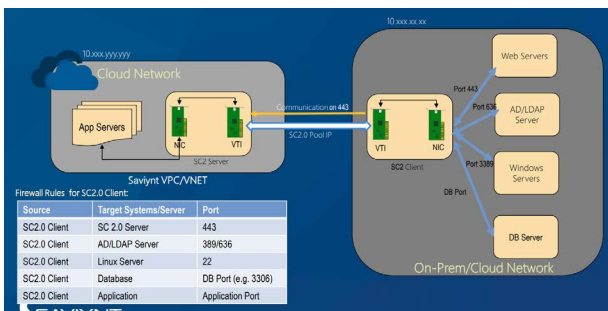 10.xxx.yyy.yyy
Cloud Network
App Servers
NIC
VTI
SC2 Server
Saviynt VPC/VNET
Communication on 443
SC2.0 Pool IP
10.xxx.xx.xx
VTI
NIC
SC2 Client
Port 443
Port 636
Port 3389
DB Port
Web Servers
AD/LDAP
Server
Windows
Servers
DB Server
On-Prem/Cloud Network
Firewall Rules for SC2.0 Client:
Source Target Systems/Server Port
SC2.0 Client SC 2.0 Server 443
SC2.0 Client AD/LDAP Server 389/636
SC2.0 Client Linux Server 22
SC2.0 Client Database DB Port (e.g. 3306)
SC2.0 Client Application Application Port